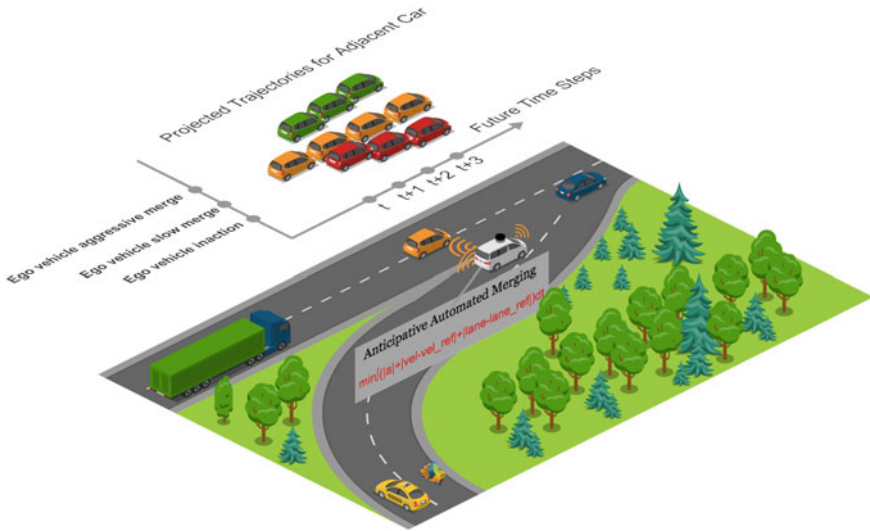 Projected Trajectories for Adjacent Car
Future Time Steps
t
t+1
t+2
t+3
Ego vehicle aggressive merge
Ego vehicle slow merge
Ego vehicle inaction
Anticipative Automated Merging
min∫(|a|+|vel-vel_ref|+|lane-lane_ref|)dt